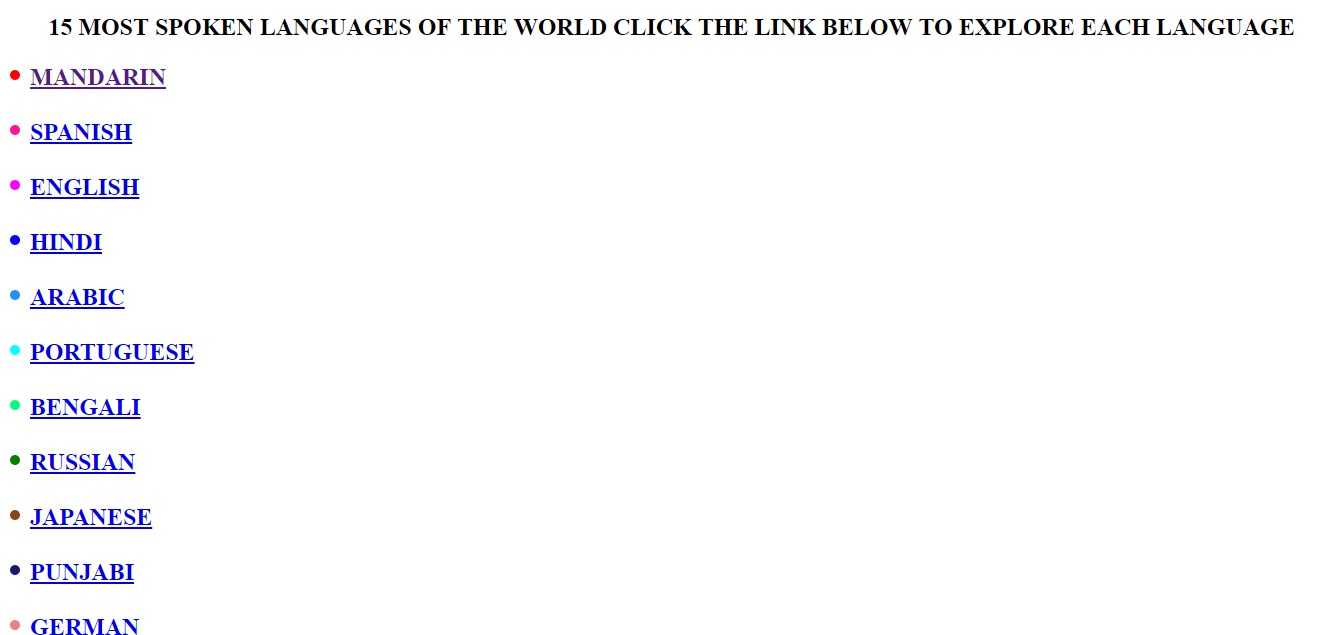 15 MOST SPOKEN LANGUAGES OF THE WORLD CLICK THE LINK BELOW TO EXPLORE EACH LANGUAGE
MANDARIN
SPANISH
ENGLISH
HINDI
ARABIC
PORTUGUESE
BENGALI
RUSSIAN
JAPANESE
PUNJABI
GERMAN